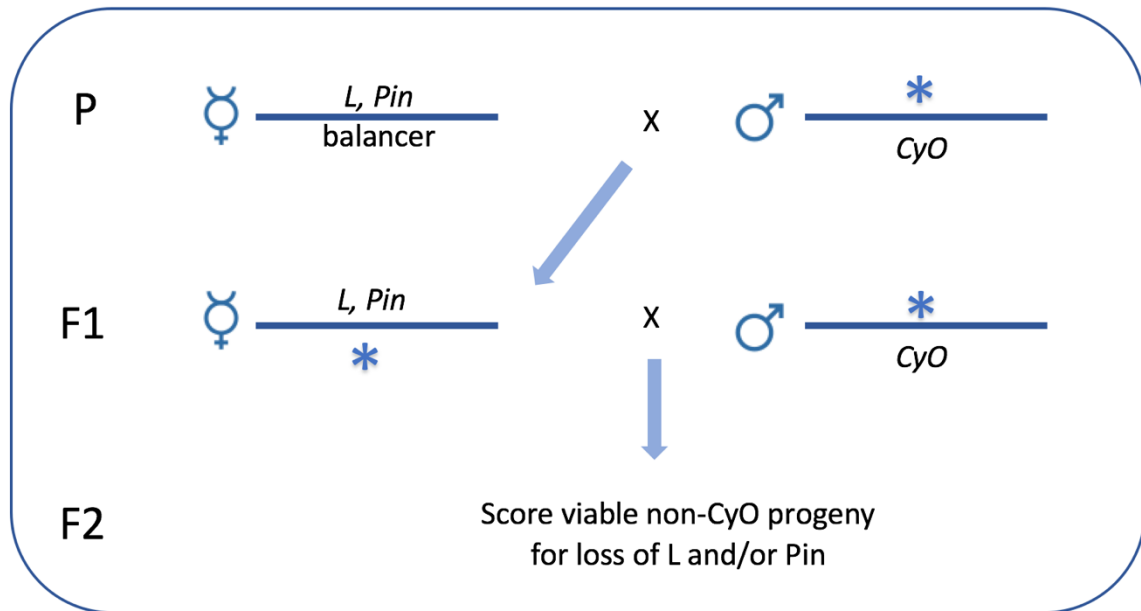 P
L, Pin
balancer
X
*
CyO
F1
L, Pin
*
X
*
CyO
F2
Score viable non-CyO progeny
for loss of L and/or Pin